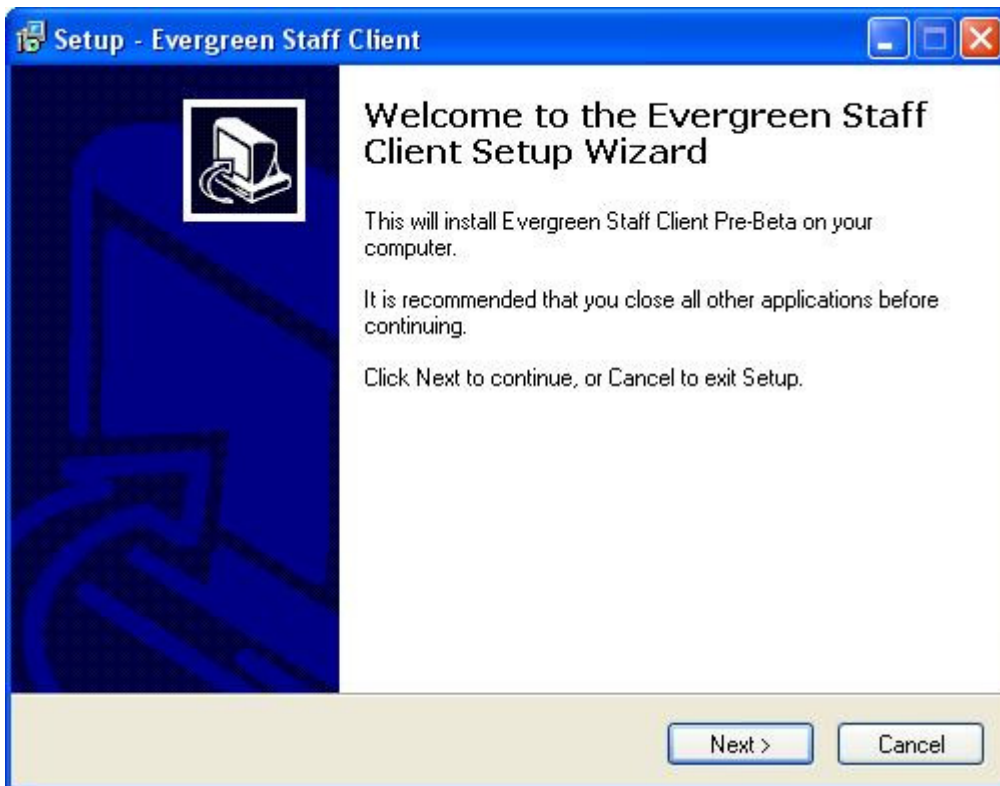 Setup - Evergreen Staff Client
Welcome to the Evergreen Staff
Client Setup Wizard
This will install Evergreen Staff Client Pre-Beta on your
computer.
It is recommended that you close all other applications before
continuing.
Click Next to continue, or Cancel to exit Setup.
Next >
Cancel